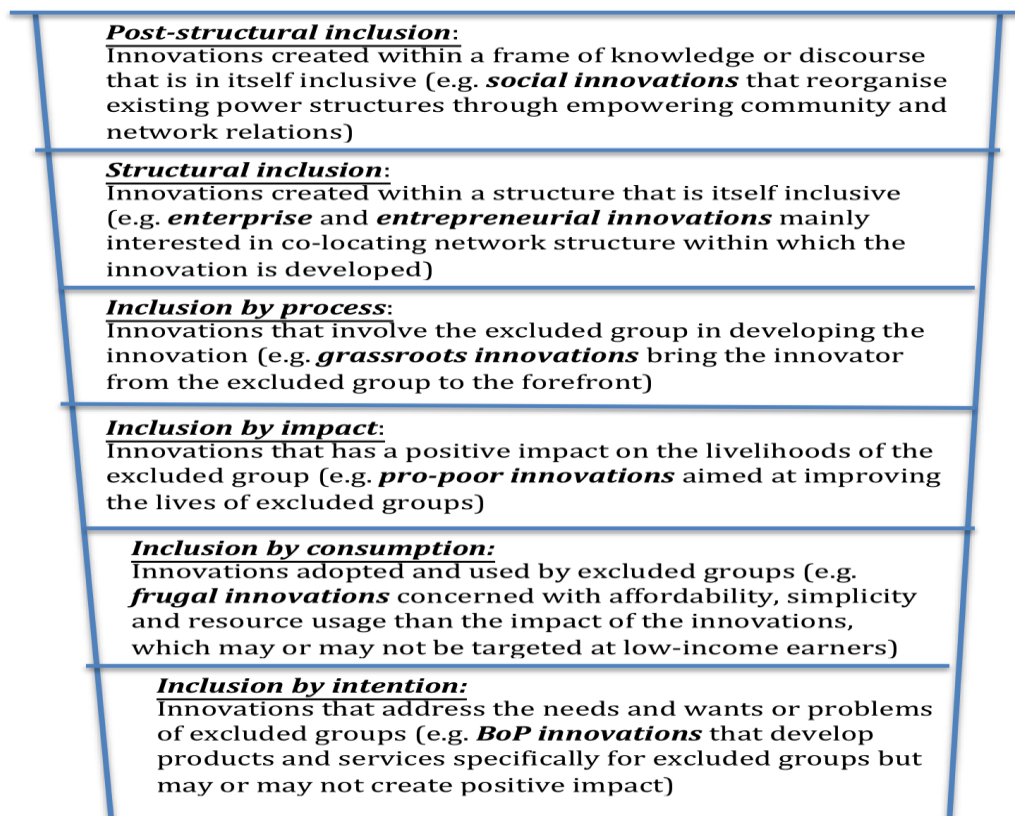 Post-structural inclusion:
Innovations created within a frame of knowledge or discourse
that is in itself inclusive (e.g. social innovations that reorganise
existing power structures through empowering community and
network relations)
Structural inclusion:
Innovations created within a structure that is itself inclusive
(e.g. enterprise and entrepreneurial innovations mainly
interested in co-locating network structure within which the
innovation is developed)
Inclusion by process:
Innovations that involve the excluded group in developing the
innovation (e.g. grassroots innovations bring the innovator
from the excluded group to the forefront)
Inclusion by impact:
Innovations that has a positive impact on the livelihoods of the
excluded group (e.g. pro-poor innovations aimed at improving
the lives of excluded groups)
Inclusion by consumption:
Innovations adopted and used by excluded groups (e.g.
frugal innovations concerned with affordability, simplicity
and resource usage than the impact of the innovations,
which may or may not be targeted at low-income earners)
Inclusion by intention:
Innovations that address the needs and wants or problems
of excluded groups (e.g. BoP innovations that develop
products and services specifically for excluded groups but
may or may not create positive impact)